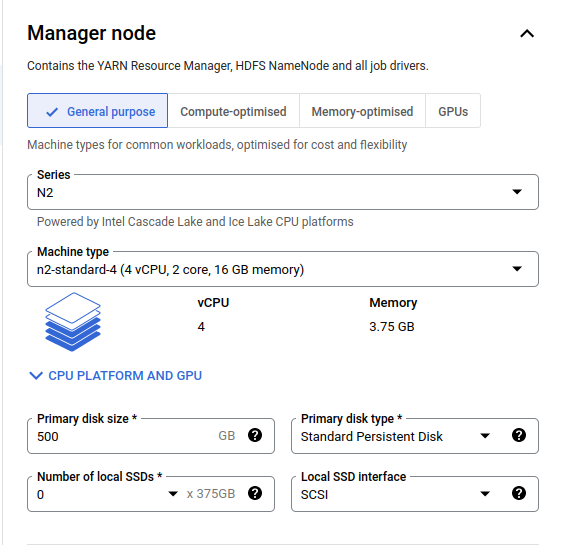 Manager node
Contains the YARN Resource Manager, HDFS NameNode and all job drivers.
General purpose Compute-optimised Memory-optimised GPUs
Machine types for common workloads, optimised for cost and flexibility
Series
N2
Powered by Intel Cascade Lake and Ice Lake CPU platforms
Machine type
n2-standard-4 (4 vCPU, 2 core, 16 GB memory)
vCPU Memory
4 3.75 GB
CPU PLATFORM AND GPU
Primary disk size * Primary disk type *
500 GB ? Standard Persistent Disk ?
Number of local SSDs * Local SSD interface
0 x 375GB ? SCSI ?